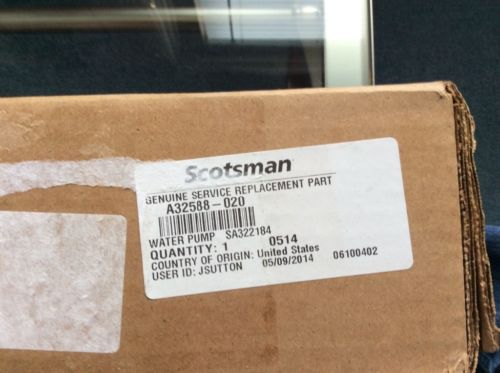 Scotsman
GENUINE SERVICE REPLACEMENT PART
A32588-020
WATER PUMP SA322184
QUANTITY: 1 0514
COUNTRY OF ORIGIN: United States
USER ID: JSUTTON 05/09/2014 06100402